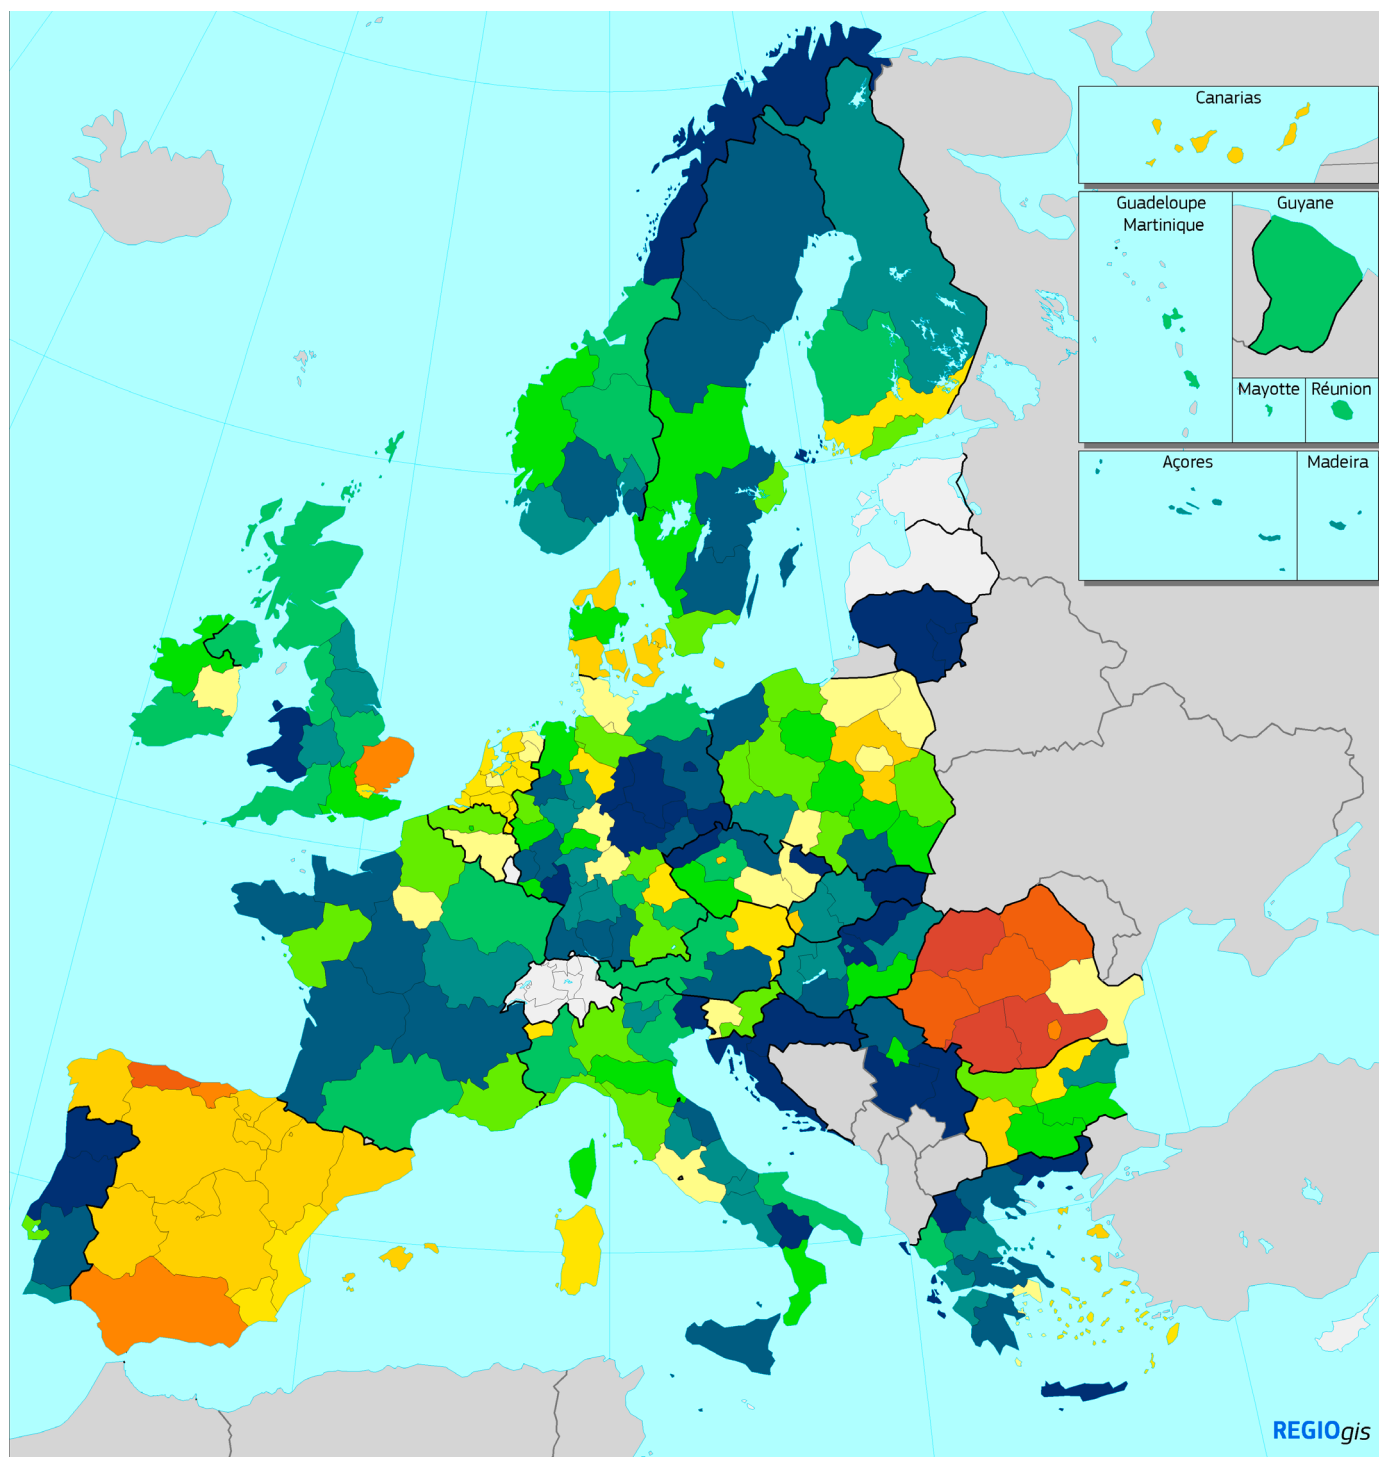 Canarias
Guadeloupe
Martinique
Guyane
Mayotte
Réunion
Açores
Madeira
REGIOgis